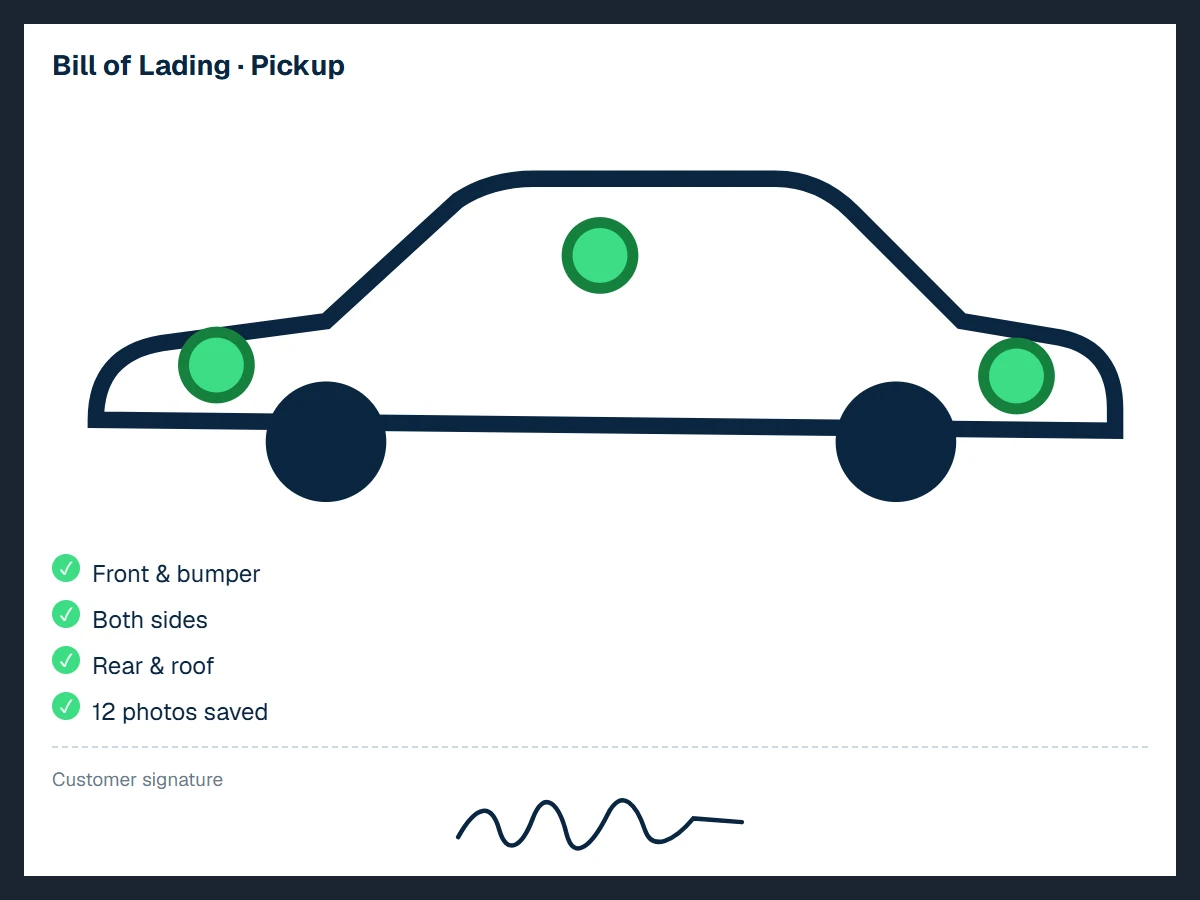 Bill of Lading · Pickup
✓ Front & bumper
✓ Both sides
✓ Rear & roof
✓ 12 photos saved
Customer signature